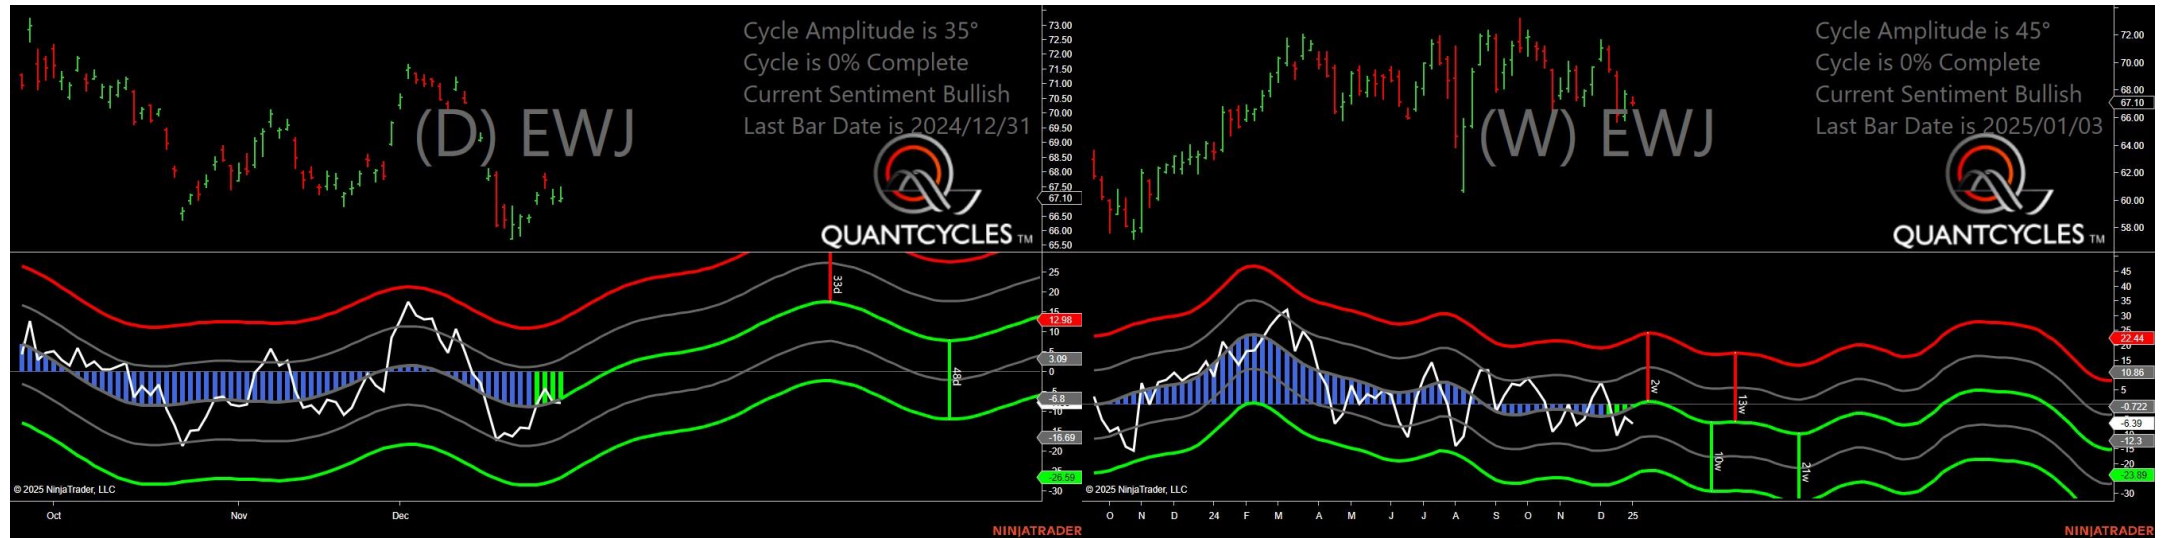 Cycle Amplitude is 35°
Cycle is 0% Complete
Current Sentiment Bullish
Last Bar Date is 2024/12/31
(D) EWJ
QUANTCYCLES TM
73.00
72.50
72.00
71.50
71.00
70.50
70.00
69.50
69.00
68.50
68.00
67.50
67.10
66.50
66.00
65.50
33d
48d
25
20
15
12.98
10
5
3.09
0
-6.8
-10
-15
-16.69
-20
-25
-26.59
-30
© 2025 NinjaTrader, LLC
Oct
Nov
Dec
NINJATRADER
Cycle Amplitude is 45°
Cycle is 0% Complete
Current Sentiment Bullish
Last Bar Date is 2025/01/03
(W) EWJ
QUANTCYCLES TM
72.00
70.00
68.00
67.10
66.00
64.00
62.00
60.00
58.00
2w
13w
10w
21w
45
40
35
30
25
22.44
20
15
10.86
5
-0.722
-6.39
-12.3
-15
-20
-23.89
-30
© 2025 NinjaTrader, LLC
O
N
D
24
F
M
A
M
J
J
A
S
O
N
D
25
NINJATRADER